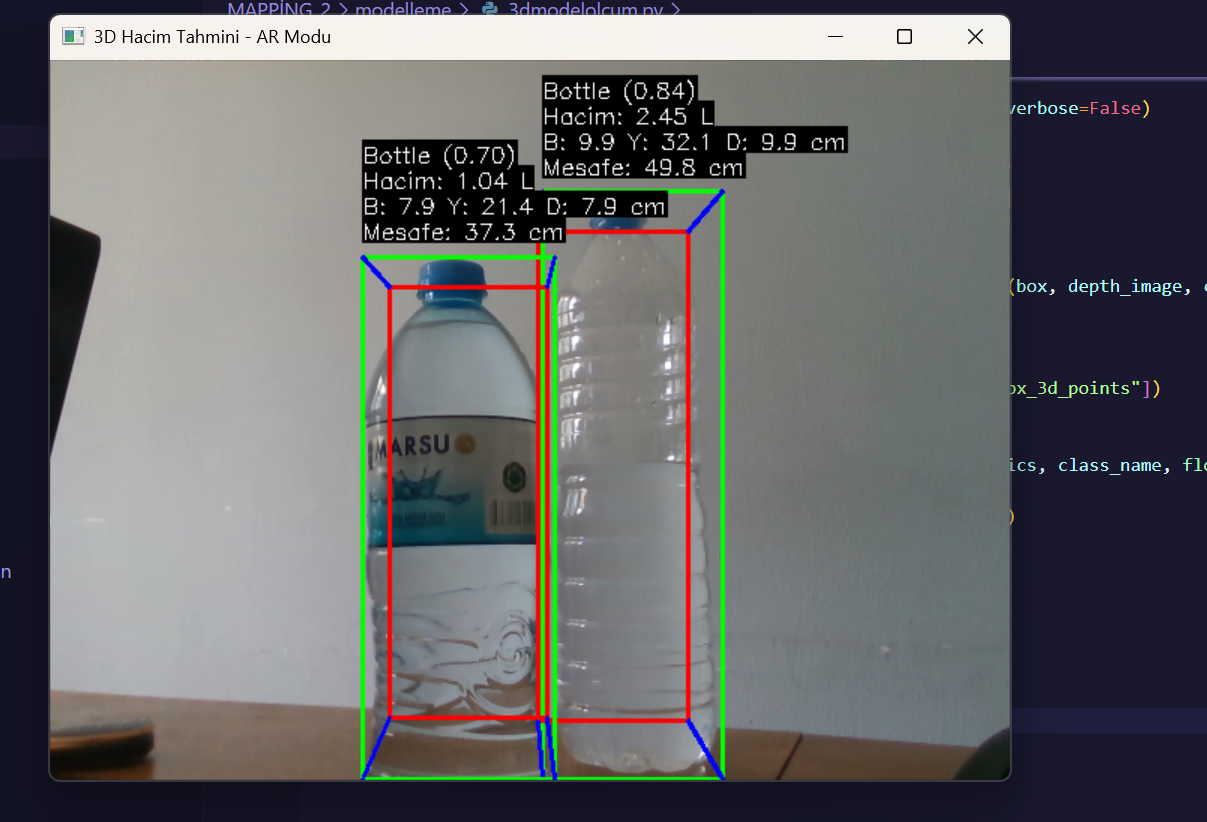 MAPPİNG_2 > modelleme > 3dmodelolcum.py >
3D Hacim Tahmini - AR Modu
verbose=False)
Bottle (0.84)
Hacim: 2.45 L
B: 9.9 Y: 32.1 D: 9.9 cm
Mesafe: 49.8 cm
Bottle (0.70)
Hacim: 1.04 L
B: 7.9 Y: 21.4 D: 7.9 cm
Mesafe: 37.3 cm
(box, depth_image, c
ox_3d_points"])
MARSU
ics, class_name, flo
)
n